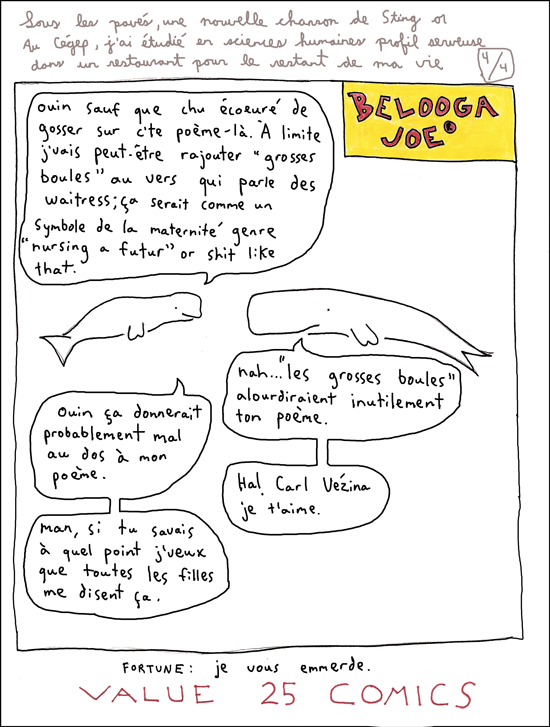 Sous les pavés, une nouvelle chanson de Sting or
Au Cégep, j'ai étudié en sciences humaines profil serveuse
dans un restaurant pour le restant de ma vie
4/4
BELOOGA
JOE®
ouin sauf que chu écoeuré de
gosser sur c'te poème-là. À limite
j'vais peut-être rajouter "grosses
boules" au vers qui parle des
waitress; ça serait comme un
symbole de la maternité genre
"nursing a futur" or shit like
that.
nah..."les grosses boules"
alourdiraient inutilement
ton poème.
Ouin ça donnerait
probablement mal
au dos à mon
poème.
Ha! Carl Vézina
je t'aime.
man, si tu savais
à quel point j'veux
que toutes les filles
me disent ça.
FORTUNE: je vous emmerde.
VALUE 25 COMICS